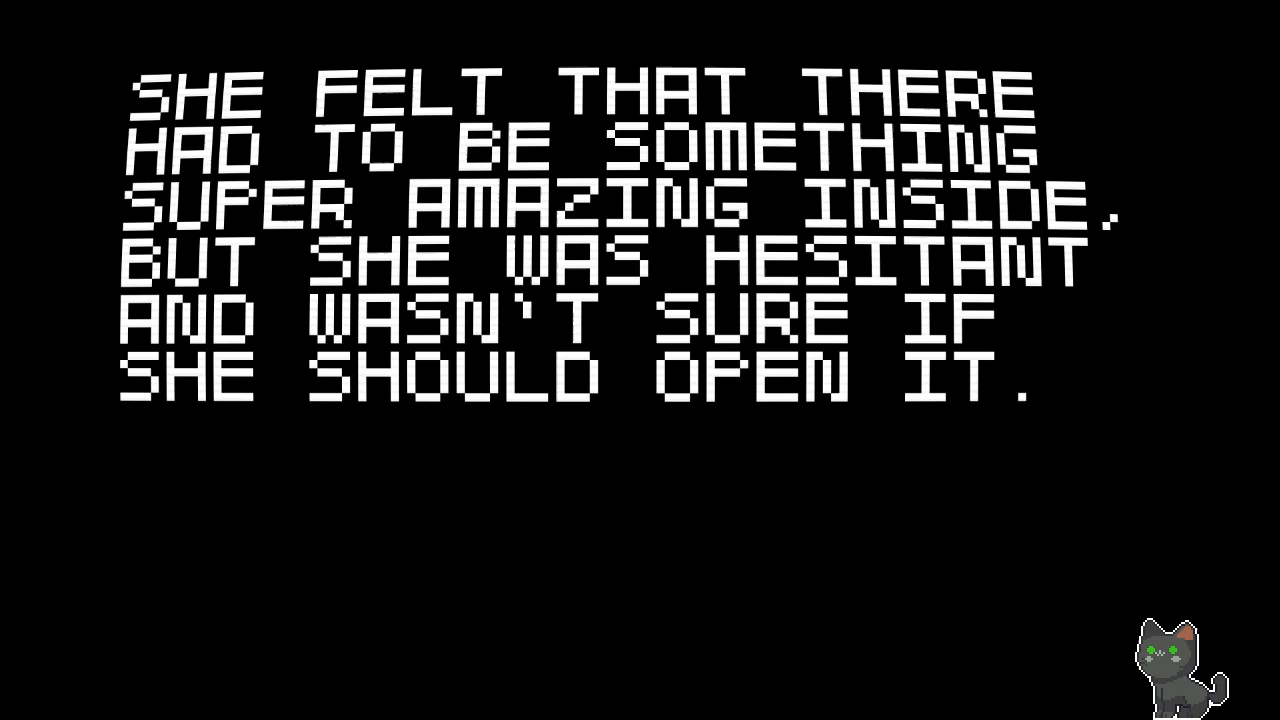 SHE FELT THAT THERE
HAD TO BE SOMETHING
SUPER AMAZING INSIDE,
BUT SHE WAS HESITANT
AND WASN'T SURE IF
SHE SHOULD OPEN IT.